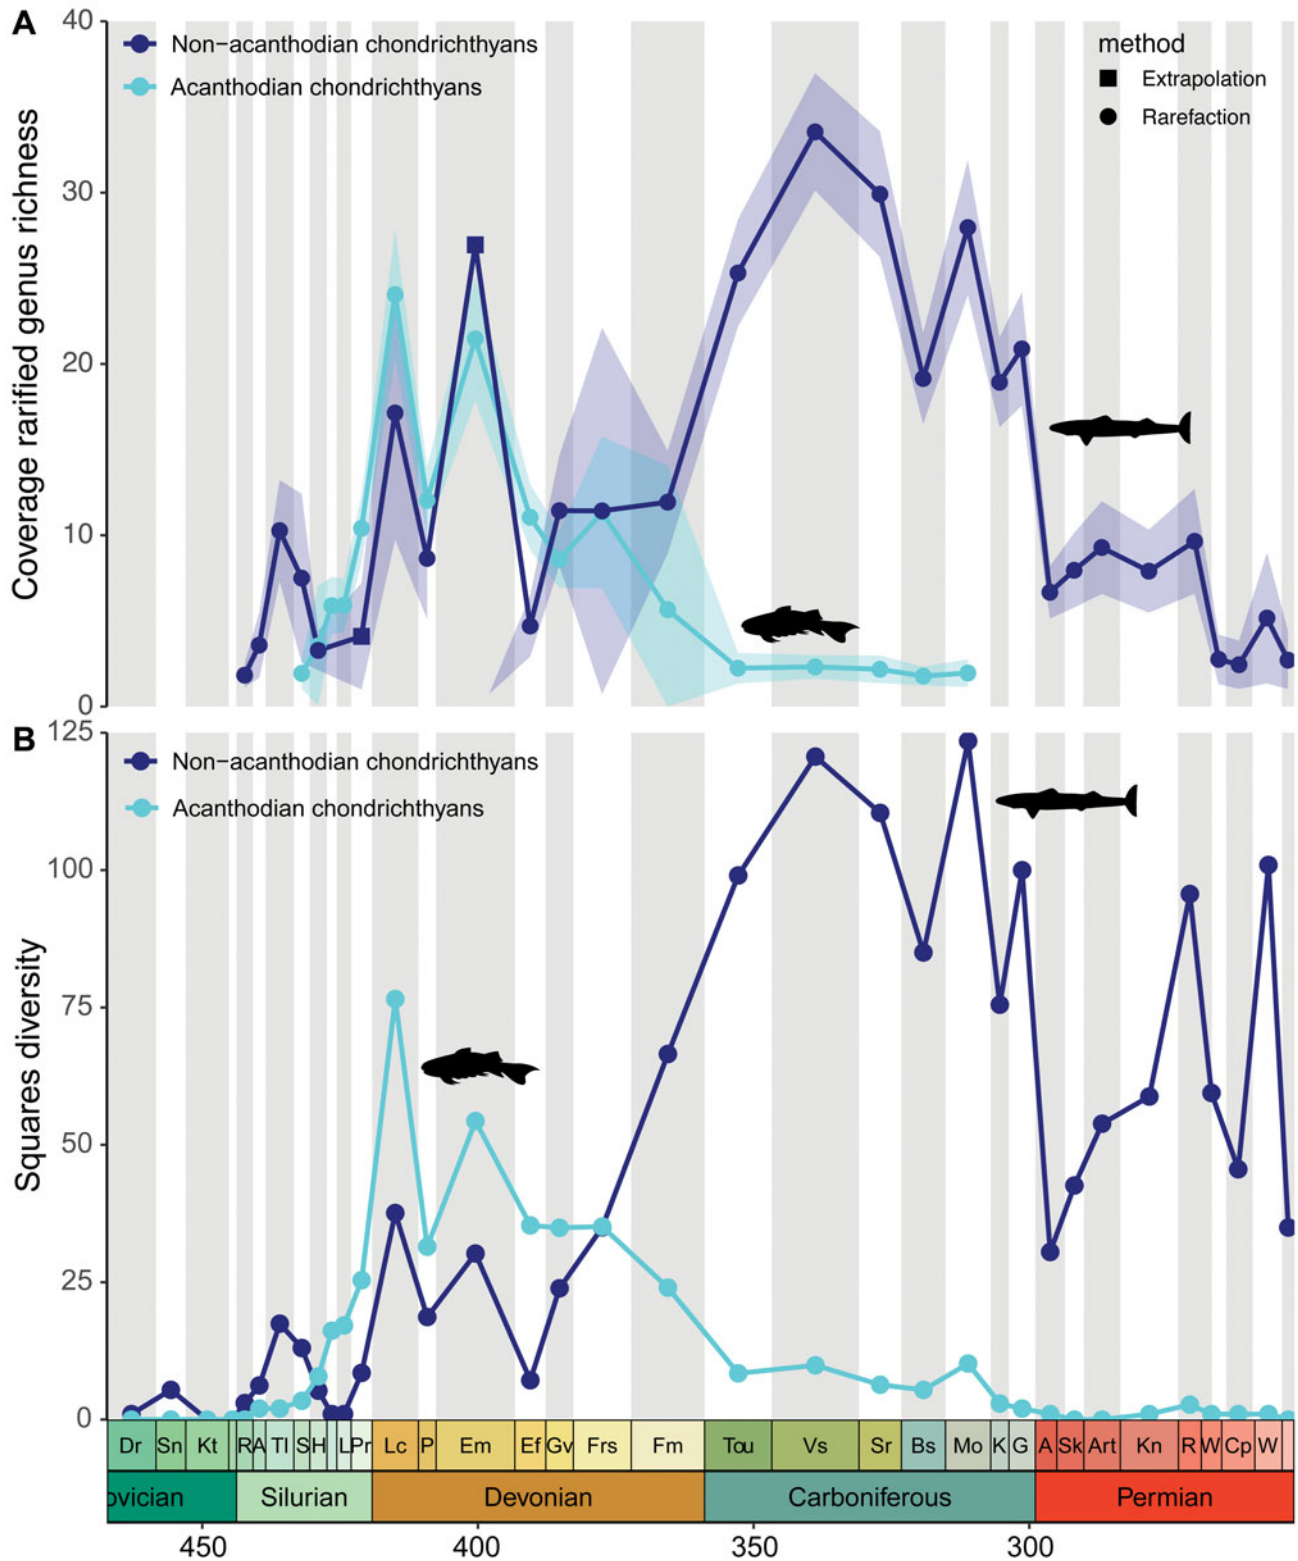 A
40
Non−acanthodian chondrichthyans
Acanthodian chondrichthyans
method
Extrapolation
Rarefaction
Coverage rarified genus richness
30
20
10
0
B
125
Non−acanthodian chondrichthyans
Acanthodian chondrichthyans
Squares diversity
100
75
50
25
0
Dr Sn Kt R A Tl S H L Pr Lc P Em Ef Gv Frs Fm Tou Vs Sr Bs Mo K G A Sk Art Kn R W Cp W
ovician Silurian Devonian Carboniferous Permian
450 400 350 300